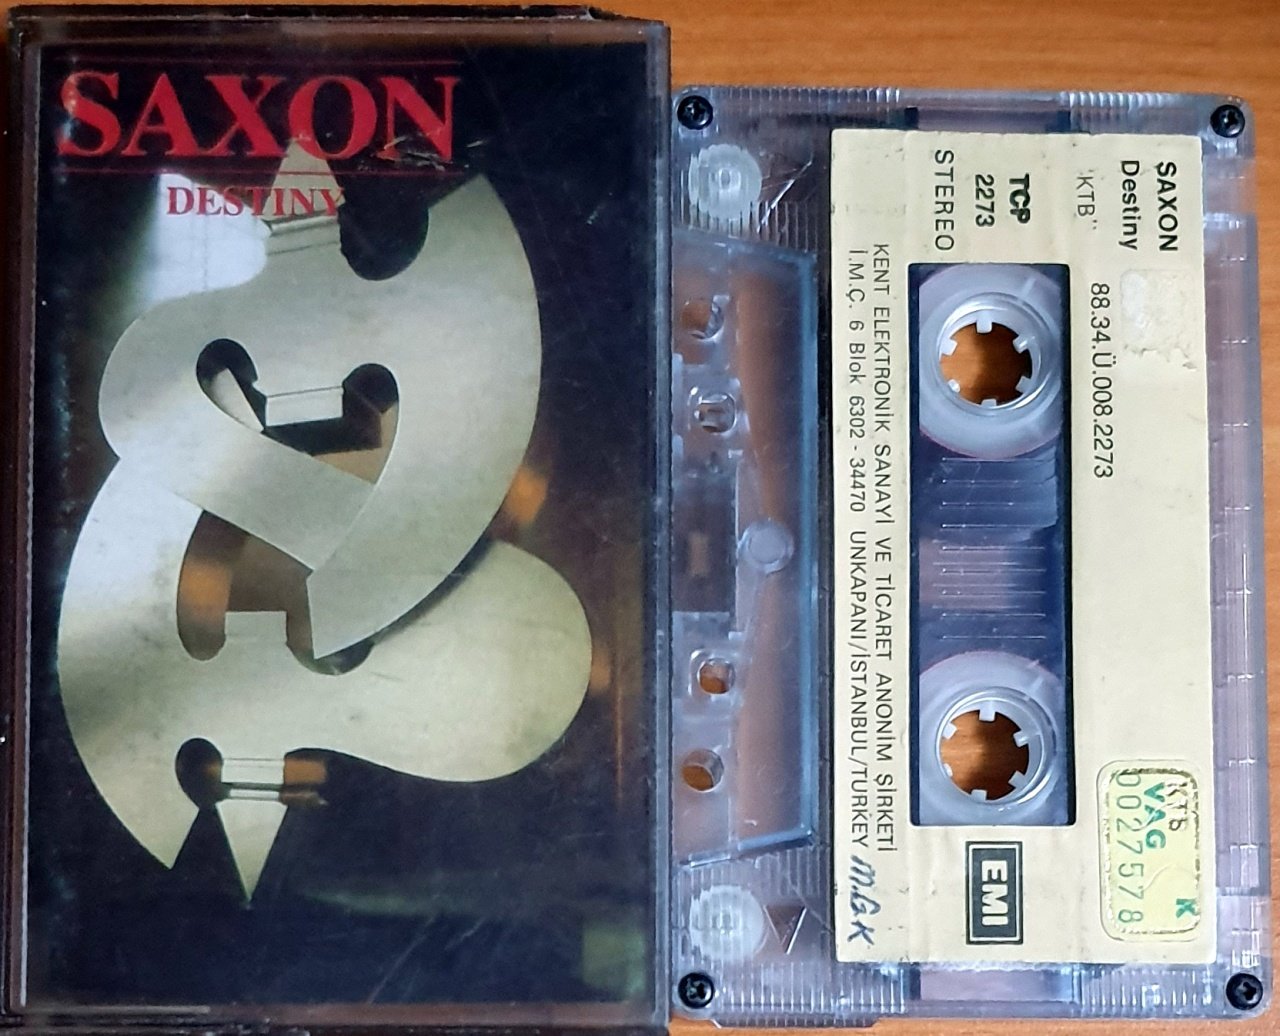 SAXON
DESTINY
SAXON
Destiny
"KTB"
88.34.Ü.008.2273
TCP
2273
STEREO
KENT ELEKTRONİK SANAYİ VE TİCARET ANONİM ŞİRKETİ
İ.M.Ç. 6 Blok 6302 - 34470 UNKAPANI/İSTANBUL/TURKEY
M.G.K
EMI
KTB
VAG K
0027578